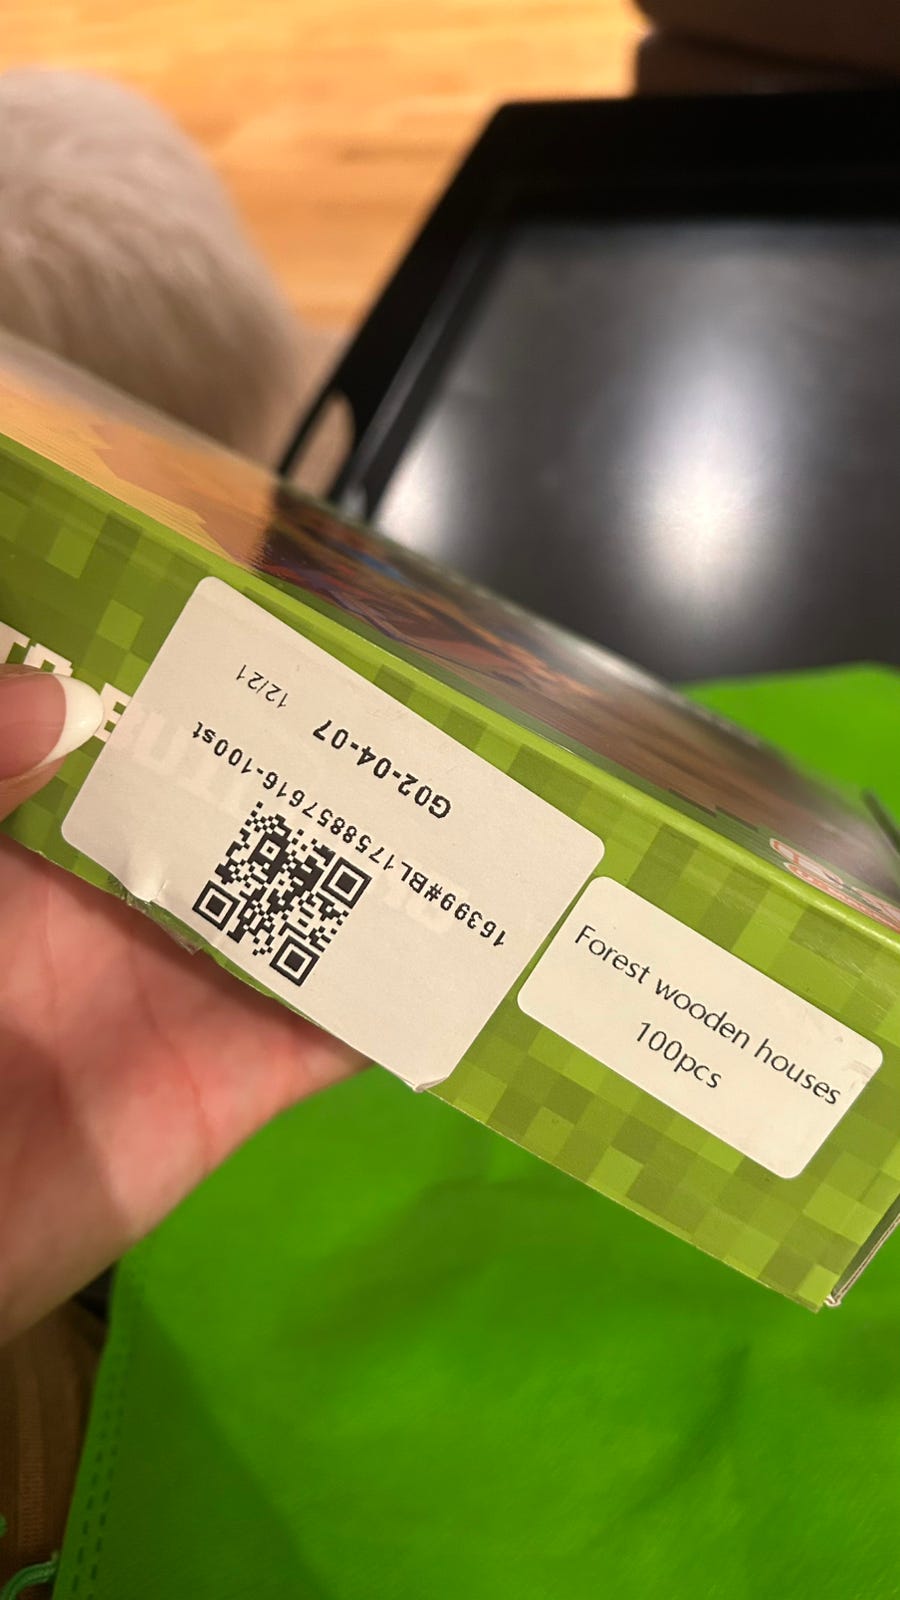 12/21
G02-04-07
16399#BL1758857616-100st
Forest wooden houses
100pcs